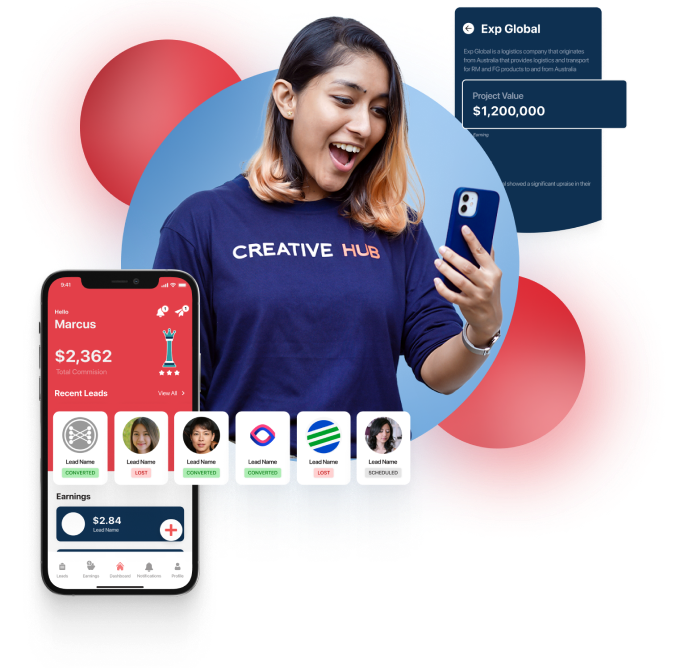 Exp Global
Exp Global is a logistics company that originates
from Australia that provides logistics and transport
for RM and FG products to and from Australia
Project Value
$1,200,000
showed a significant upraise in their
CREATIVE HUB
9:41
Hello
Marcus
$2,362
Total Commision
Recent Leads
View All
Lead Name
CONVERTED
Lead Name
LOST
Lead Name
CONVERTED
Lead Name
CONVERTED
Lead Name
LOST
Lead Name
SCHEDULED
Earnings
$2.84
Lead Name
Leads
Earnings
Dashboard
Notifications
Profile